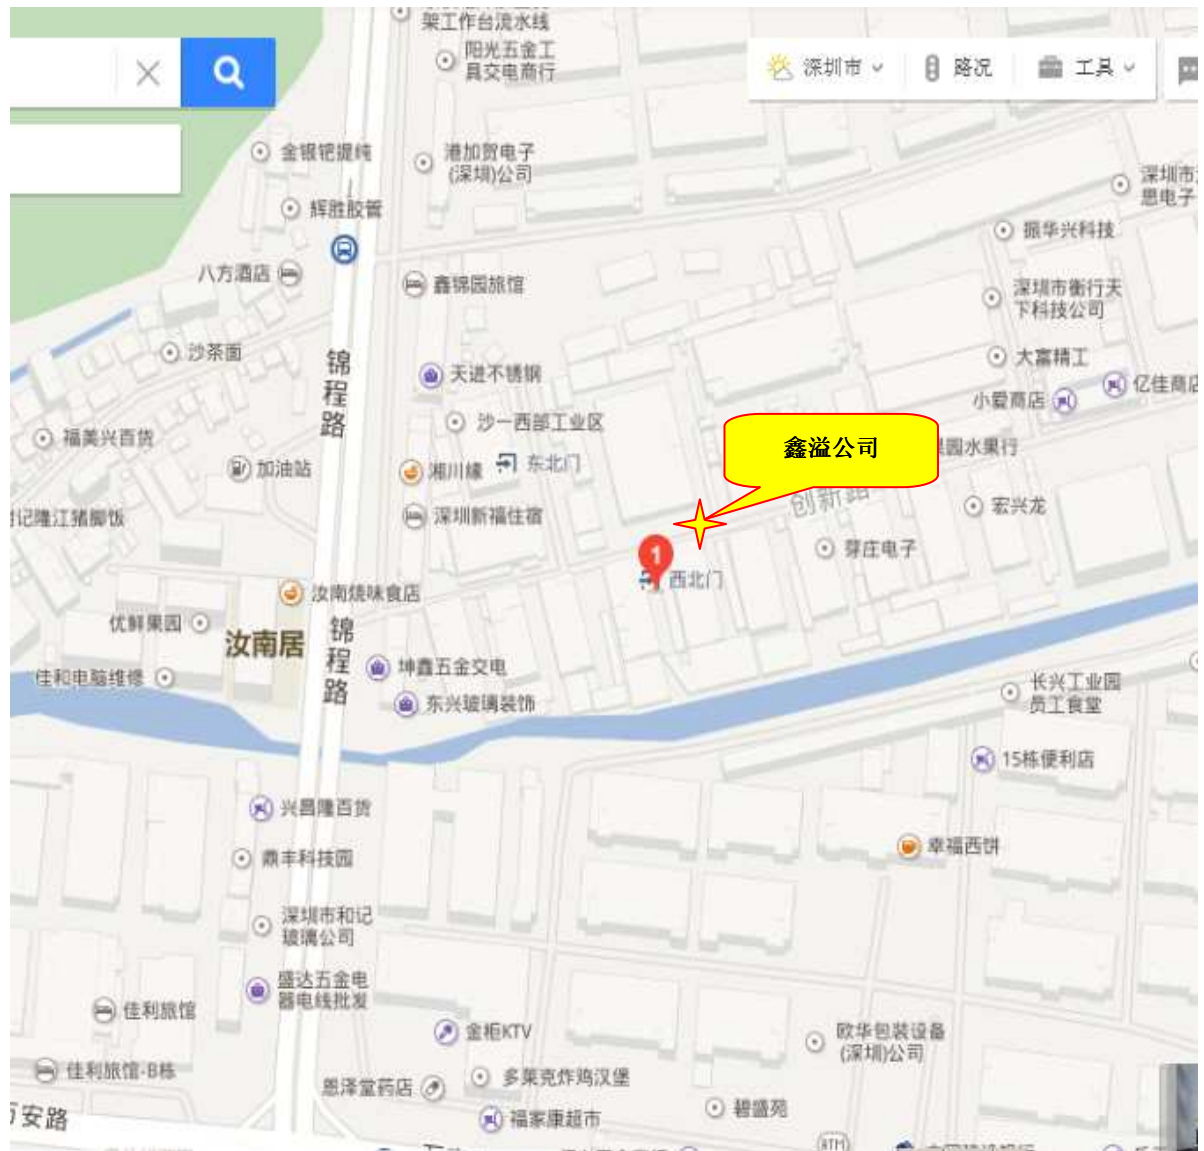 架工作台流水线
阳光五金工
具交电商行
深圳市
路况
工具
金银钯提纯
港加贺电子
(深圳)公司
深圳市
思电子
辉胜胶管
振华兴科技
八方酒店
鑫锦园旅馆
深圳市衡行天
下科技公司
沙茶面
锦程路
大富精工
天进不锈钢
亿佳商店
小爱商店
沙一西部工业区
福美兴百货
鑫溢公司
园水果行
加油站
湘川缘
东北门
创新路
宏兴龙
记隆江猪脚饭
深圳新福佳宿
芽庄电子
1
西北门
汝南烧味食店
优鲜果园
汝南居
锦程路
佳和电脑维修
坤鑫五金交电
东兴玻璃装饰
长兴工业园
员工食堂
15栋便利店
兴昌隆百货
幸福西饼
鼎丰科技园
深圳市和记
玻璃公司
盛达五金电
器电线批发
佳利旅馆
金柜KTV
欧华包装设备
(深圳)公司
佳利旅馆-B栋
恩泽堂药店
多莱克炸鸡汉堡
碧盛苑
安路
福家康超市